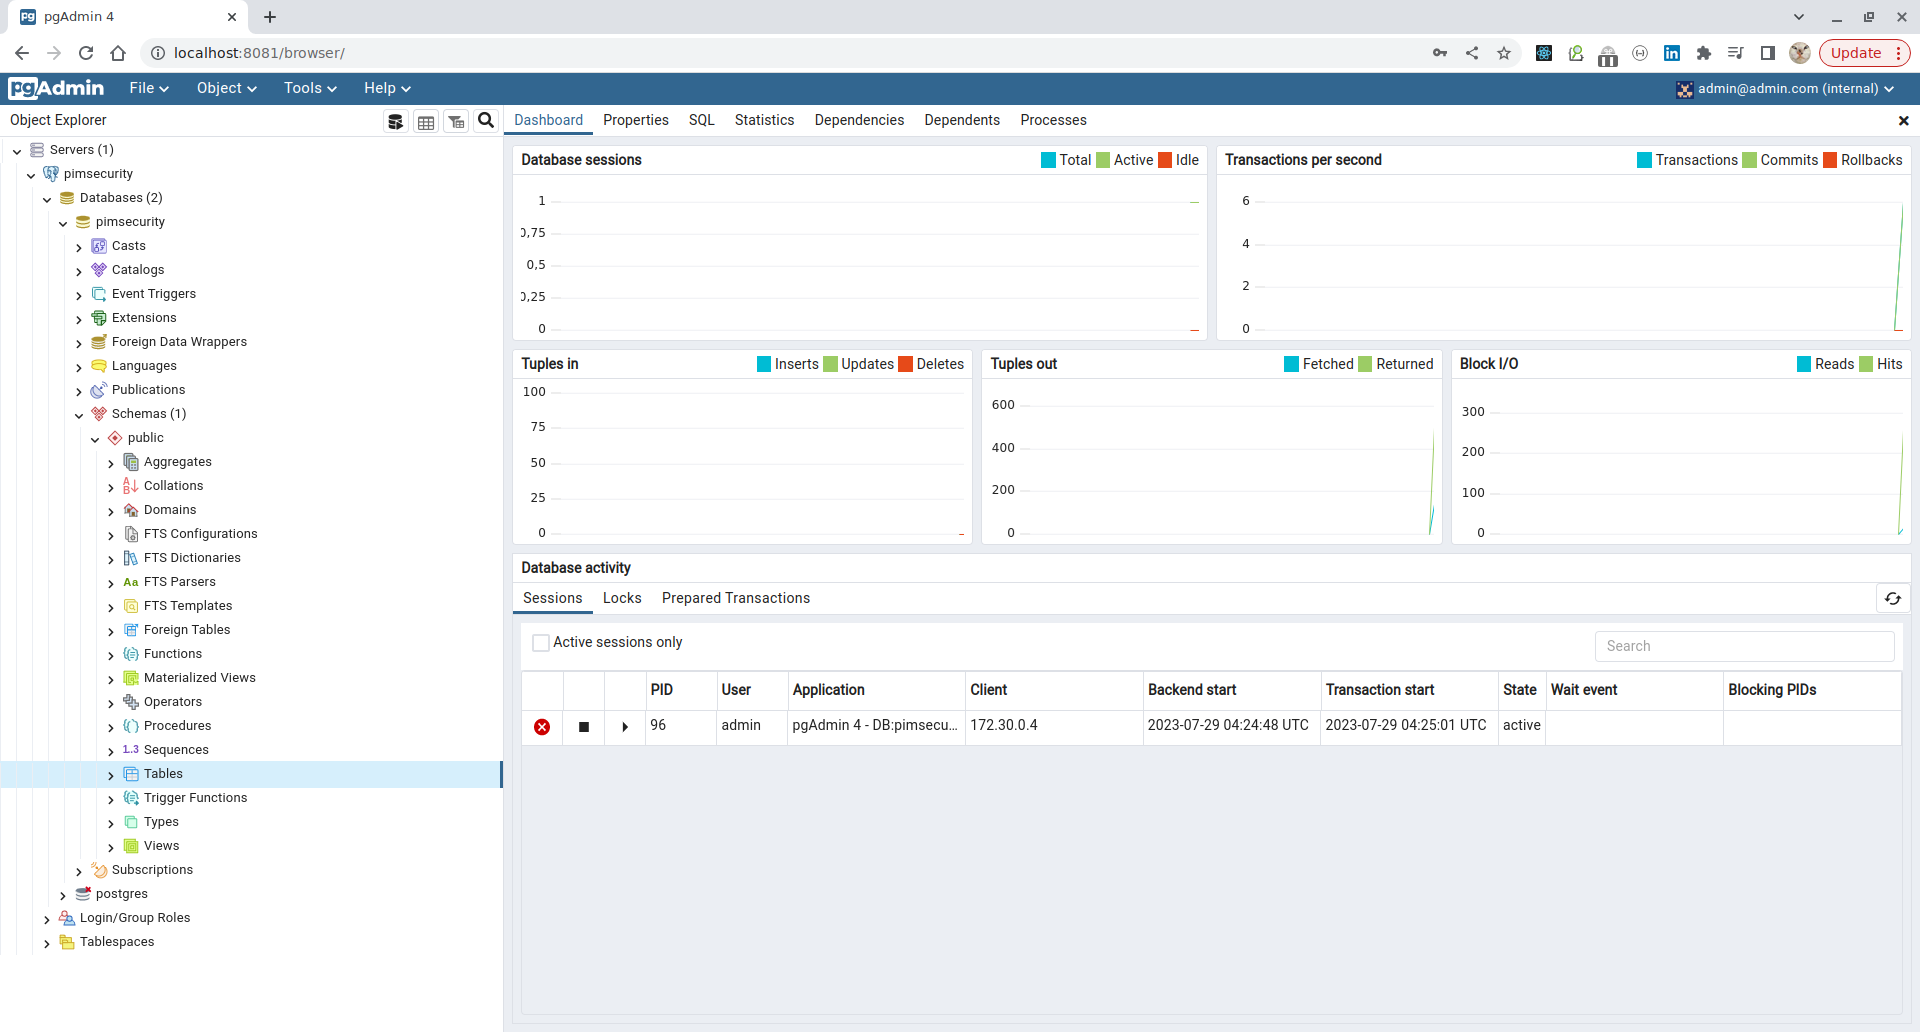 pgAdmin 4
localhost:8081/browser/
Update
pgAdmin
File
Object
Tools
Help
admin@admin.com (internal)
Object Explorer
Servers (1)
pimsecurity
Databases (2)
pimsecurity
Casts
Catalogs
Event Triggers
Extensions
Foreign Data Wrappers
Languages
Publications
Schemas (1)
public
Aggregates
Collations
Domains
FTS Configurations
FTS Dictionaries
Aa FTS Parsers
FTS Templates
Foreign Tables
Functions
Materialized Views
Operators
Procedures
1..3 Sequences
Tables
Trigger Functions
Types
Views
Subscriptions
postgres
Login/Group Roles
Tablespaces
Dashboard Properties SQL Statistics Dependencies Dependents Processes
Database sessions Total Active Idle
1
0,75
0,5
0,25
0
Transactions per second Transactions Commits Rollbacks
6
4
2
0
Tuples in Inserts Updates Deletes
100
75
50
25
0
Tuples out Fetched Returned
600
400
200
0
Block I/O Reads Hits
300
200
100
0
Database activity
Sessions Locks Prepared Transactions
Active sessions only
Search
PID User Application Client Backend start Transaction start State Wait event Blocking PIDs
96 admin pgAdmin 4 - DB:pimsecu... 172.30.0.4 2023-07-29 04:24:48 UTC 2023-07-29 04:25:01 UTC active